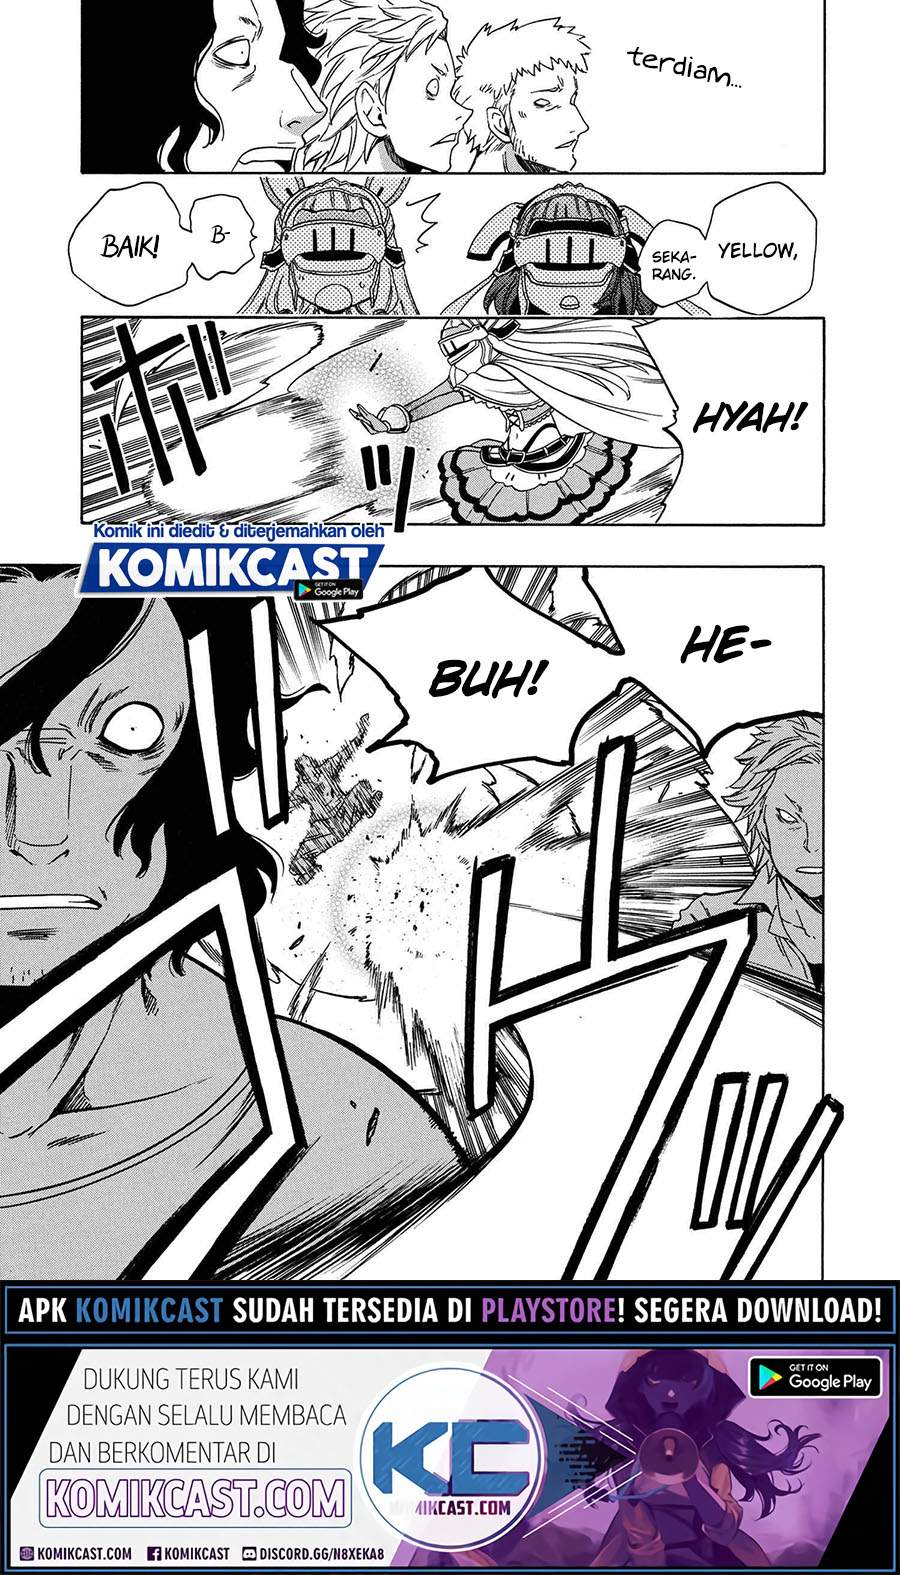 terdiam...
YELLOW,
SEKA-
RANG.
B-
BAIK!
HYAH!
Komik ini diedit & diterjemahkan oleh
KOMIKCAST
GET IT ON
Google Play
HE-
BUH!
APK KOMIKCAST SUDAH TERSEDIA DI PLAYSTORE! SEGERA DOWNLOAD!
DUKUNG TERUS KAMI
DENGAN SELALU MEMBACA
DAN BERKOMENTAR DI
KOMIKCAST.COM
KC
KOMIKCAST.COM
GET IT ON
Google Play
KOMIKCAST.COM KOMIKCAST DISCORD.GG/N8XEKA8